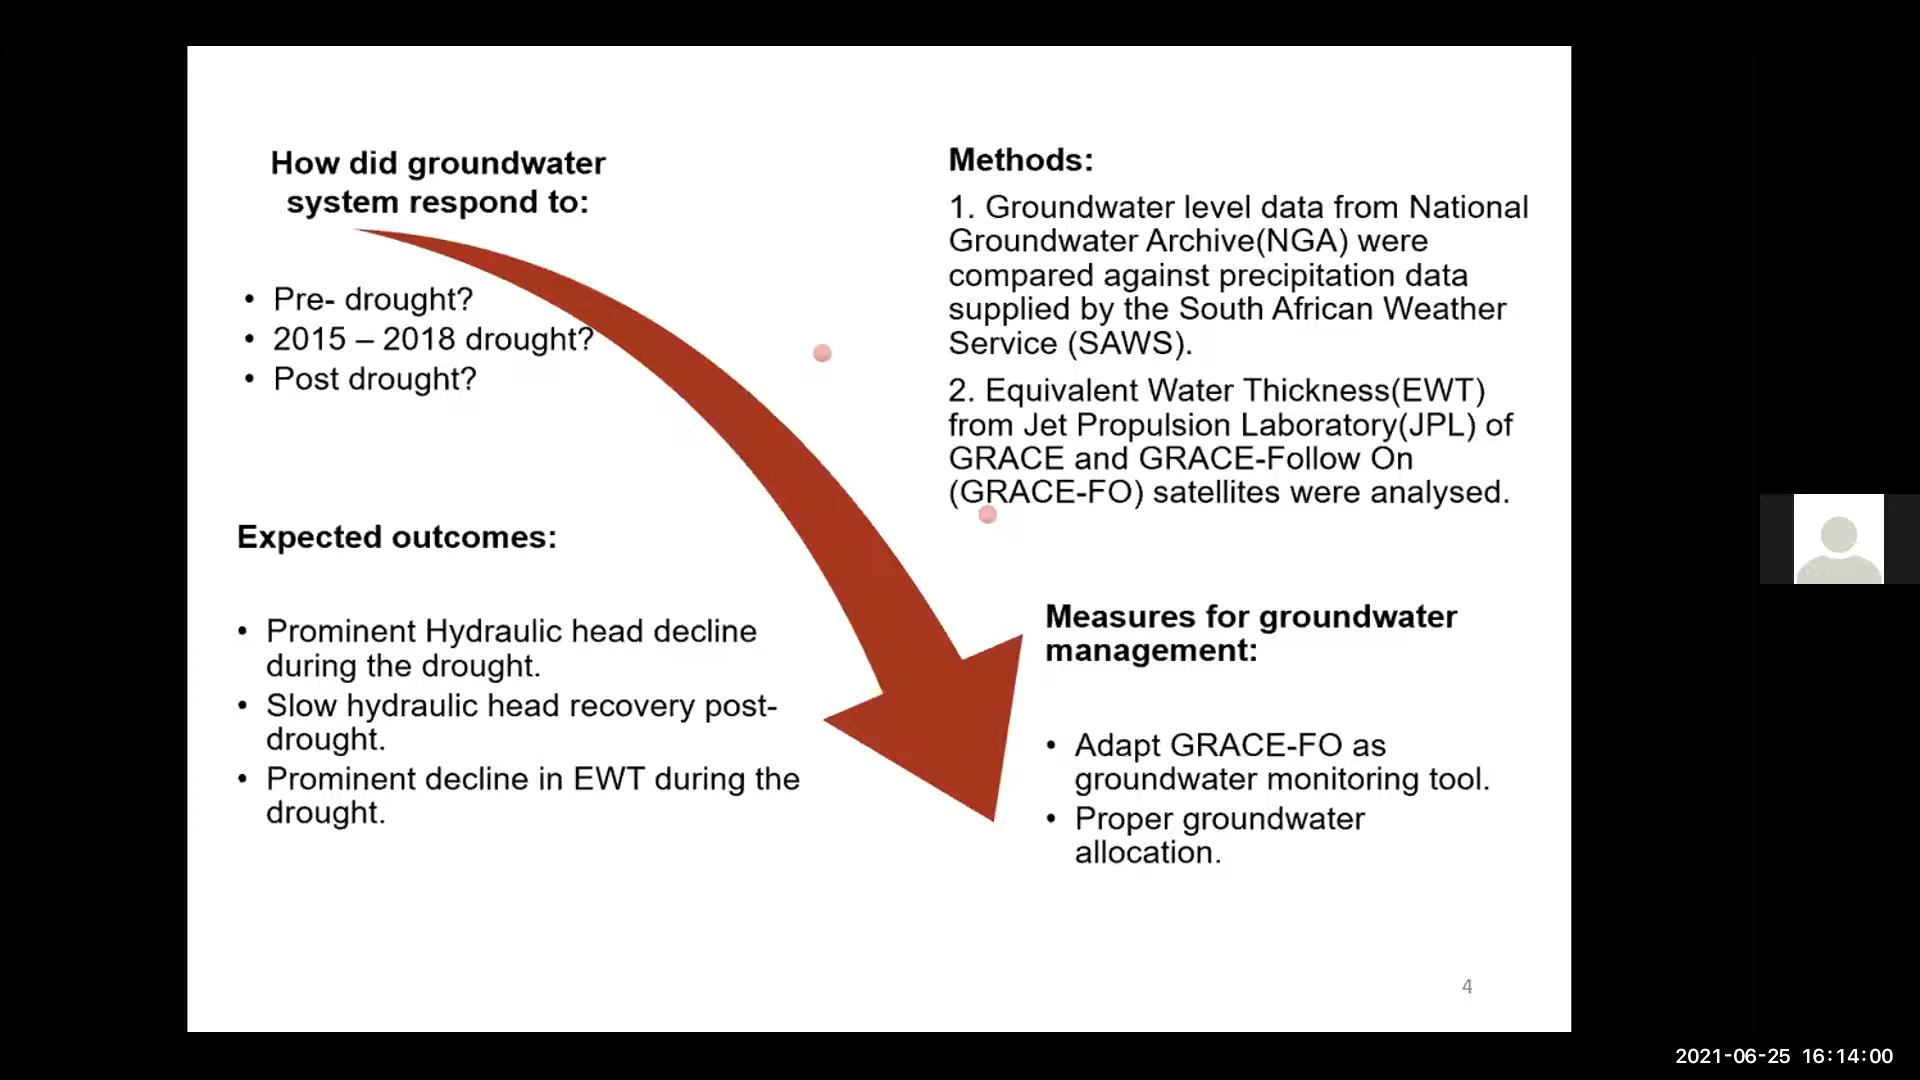 How did groundwater
system respond to:
• Pre- drought?
• 2015 – 2018 drought?
• Post drought?
Expected outcomes:
• Prominent Hydraulic head decline
during the drought.
• Slow hydraulic head recovery post-
drought.
• Prominent decline in EWT during the
drought.
Methods:
1. Groundwater level data from National
Groundwater Archive(NGA) were
compared against precipitation data
supplied by the South African Weather
Service (SAWS).
2. Equivalent Water Thickness(EWT)
from Jet Propulsion Laboratory(JPL) of
GRACE and GRACE-Follow On
(GRACE-FO) satellites were analysed.
Measures for groundwater
management:
• Adapt GRACE-FO as
groundwater monitoring tool.
• Proper groundwater
allocation.
4
2021-06-25 16:14:00